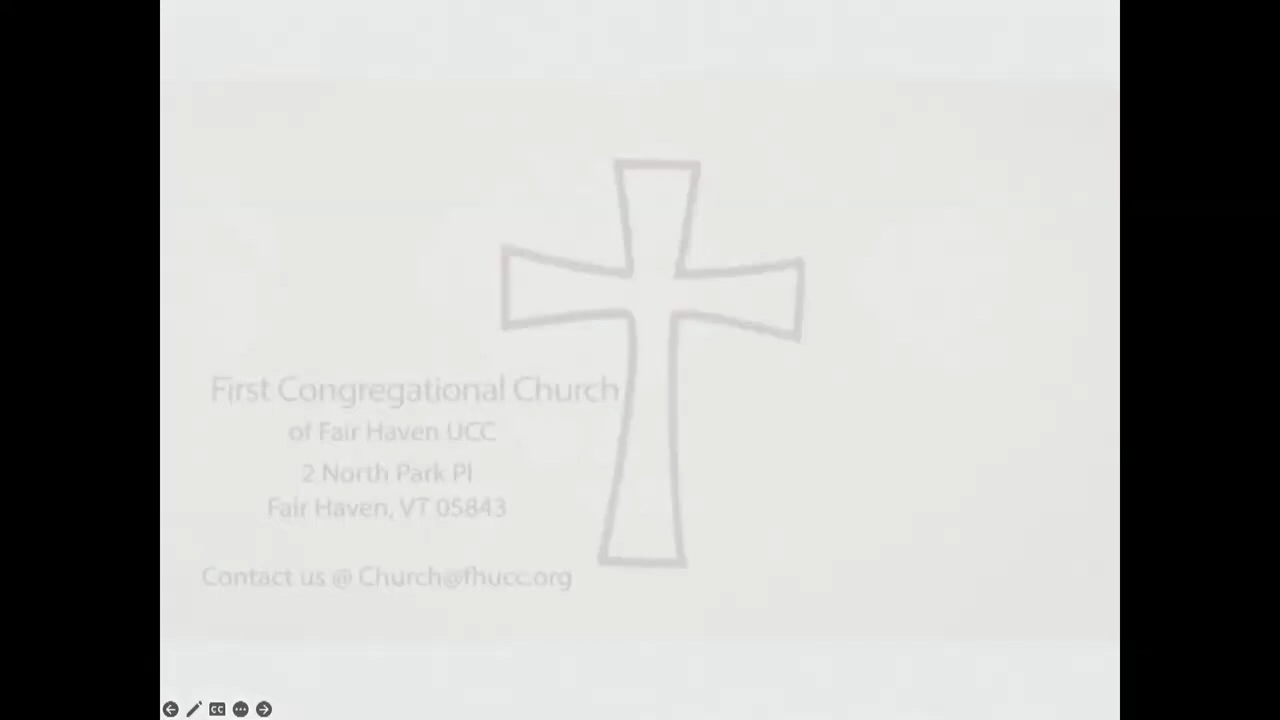 First Congregational Church
of Fair Haven UCC
2 North Park Pl
Fair Haven, VT 05843
Contact us @ Church@fhucc.org
CC